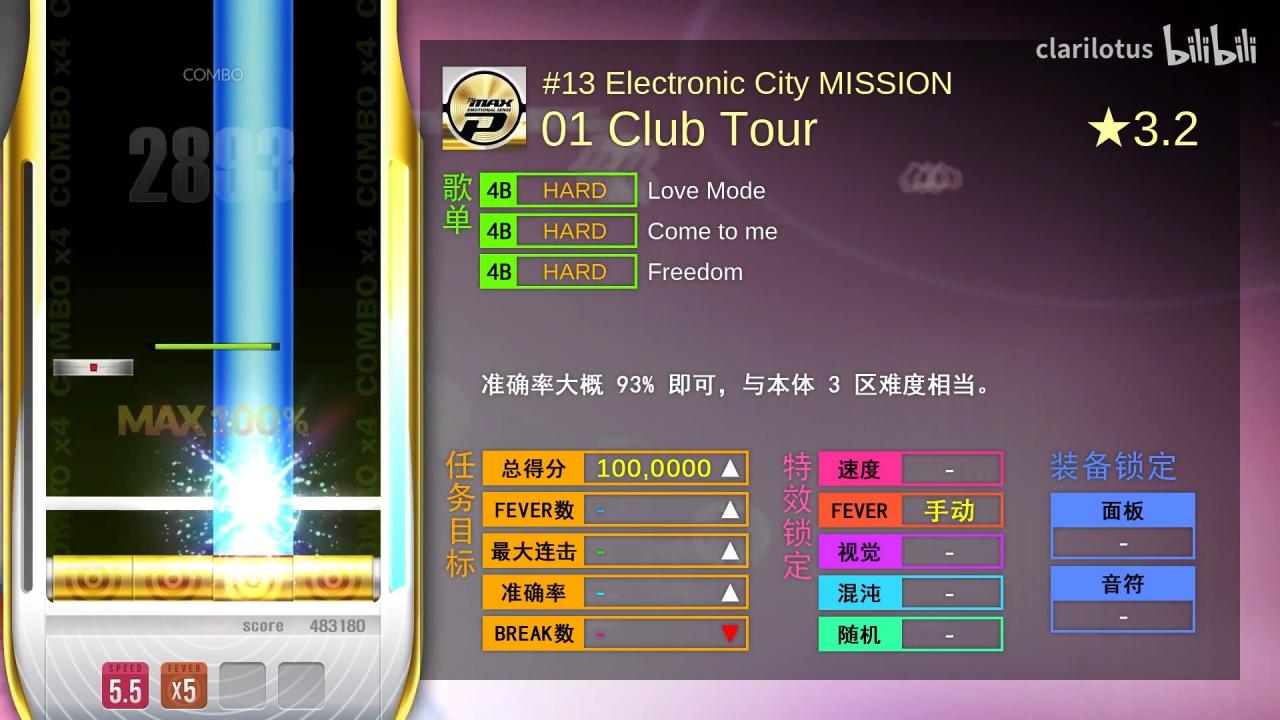 clarilotus bilibili
#13 Electronic City MISSION
01 Club Tour
★3.2
歌单
4B HARD Love Mode
4B HARD Come to me
4B HARD Freedom
准确率大概 93% 即可，与本体 3 区难度相当。
任务目标
总得分 100,0000 ▲
FEVER数 - ▲
最大连击 - ▲
准确率 - ▲
BREAK数 - ▼
特效锁定
速度 -
FEVER 手动
视觉 -
混沌 -
随机 -
装备锁定
面板
-
音符
-
COMBO
2893
COMBO x4
MAX 100%
score 483180
SPEED
5.5
FEVER
x5